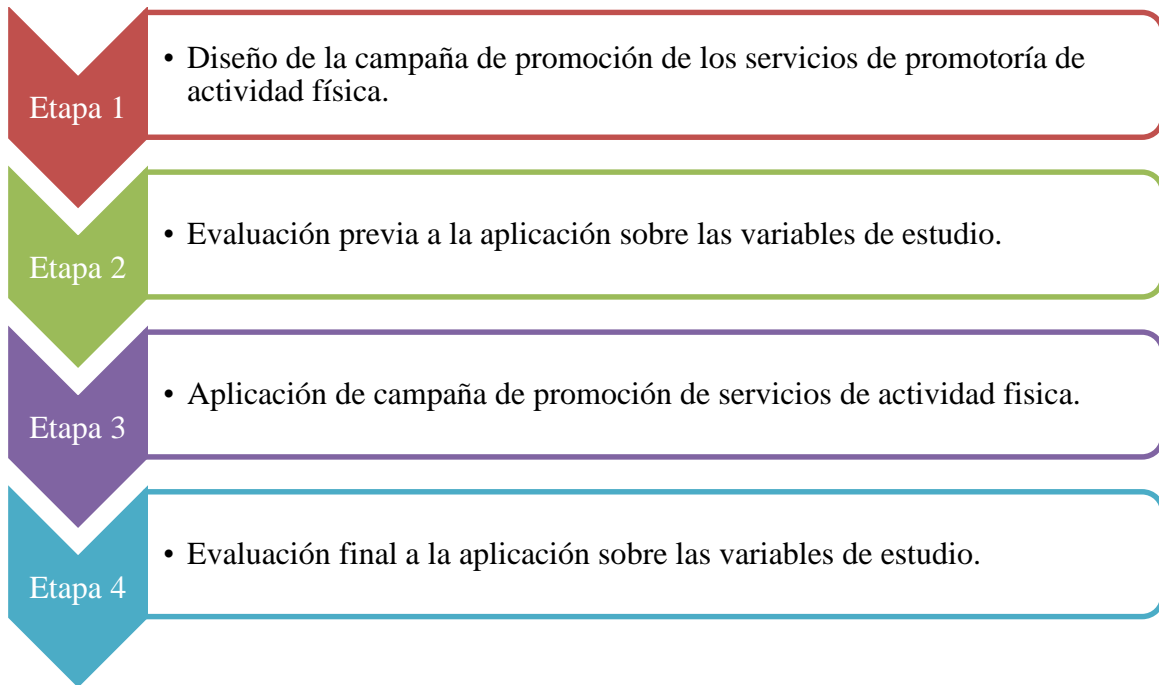 Etapa 1
• Diseño de la campaña de promoción de los servicios de promotoría de
actividad física.
Etapa 2
• Evaluación previa a la aplicación sobre las variables de estudio.
Etapa 3
• Aplicación de campaña de promoción de servicios de actividad fisica.
Etapa 4
• Evaluación final a la aplicación sobre las variables de estudio.